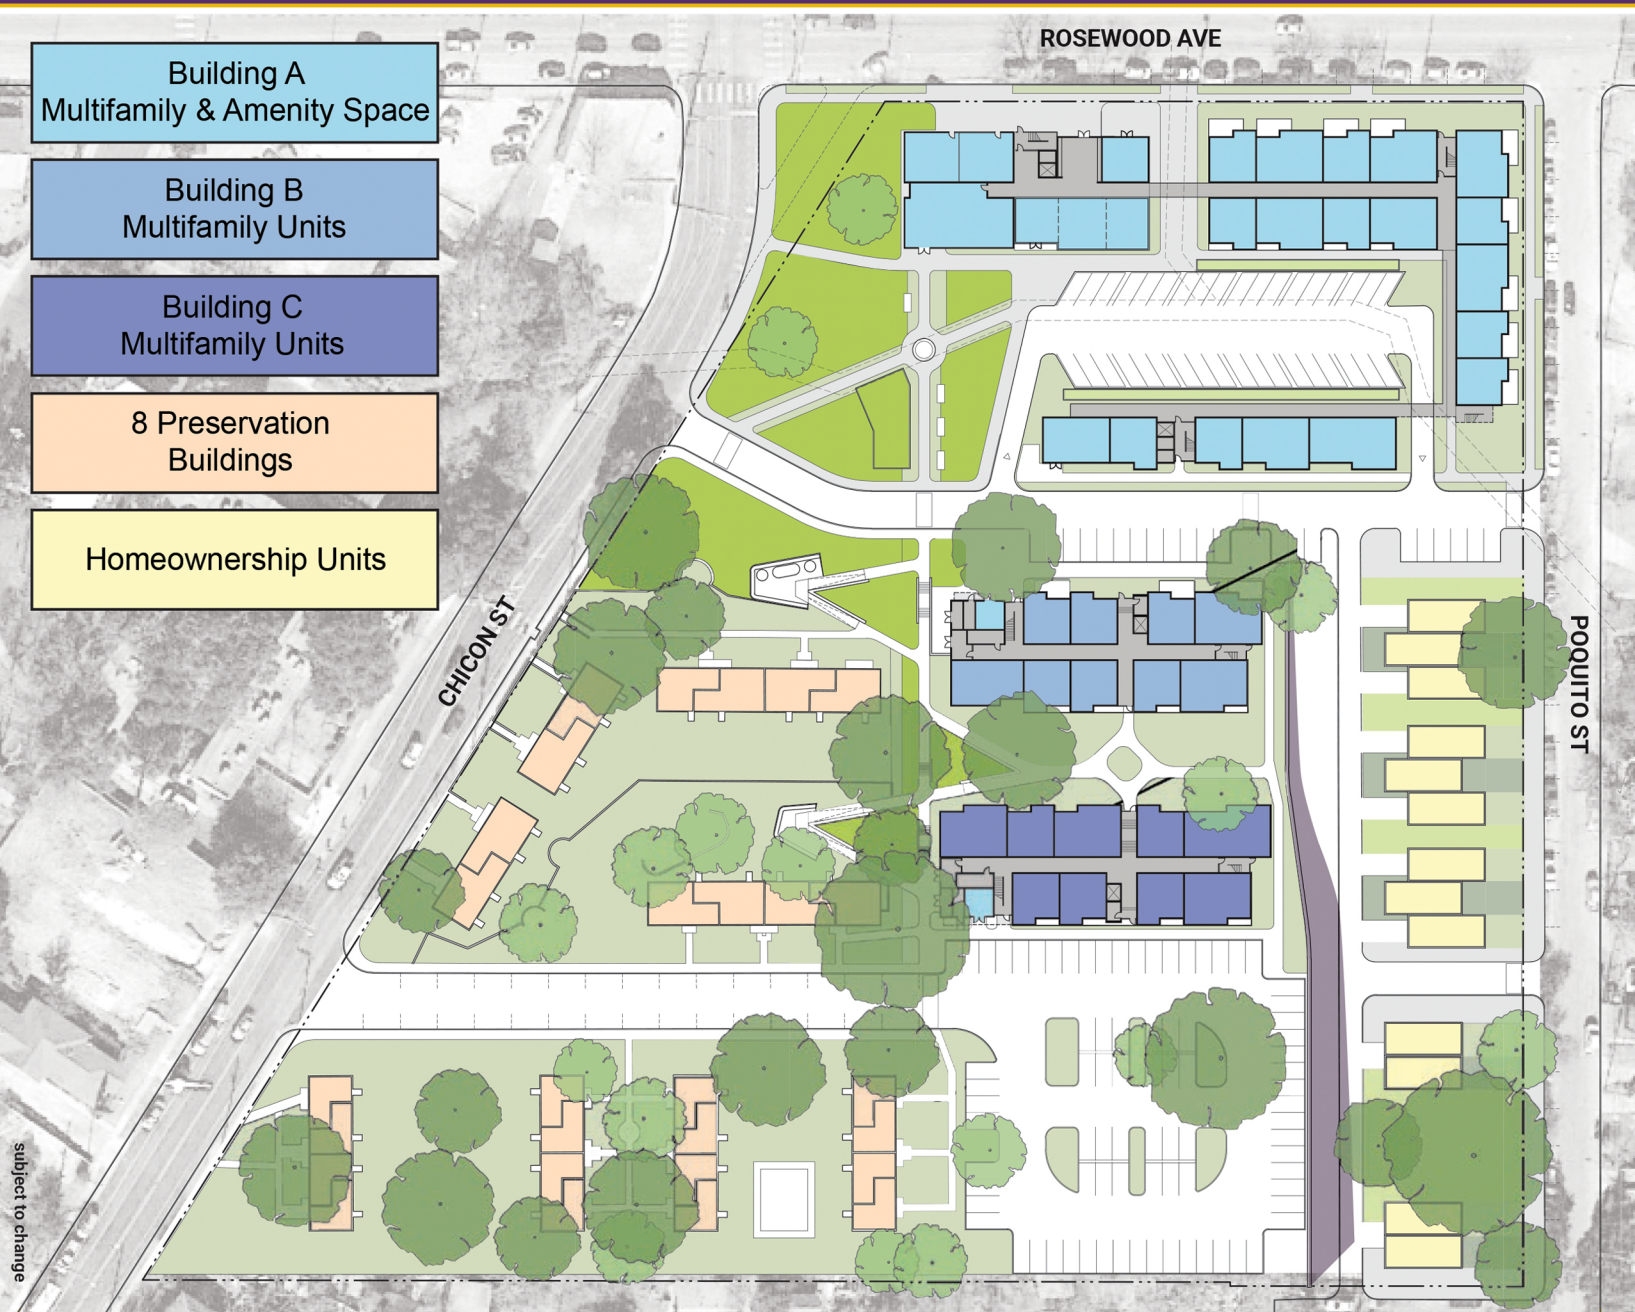 ROSEWOOD AVE
Building A
Multifamily & Amenity Space
Building B
Multifamily Units
Building C
Multifamily Units
8 Preservation
Buildings
Homeownership Units
CHICON ST
POQUITO ST
subject to change